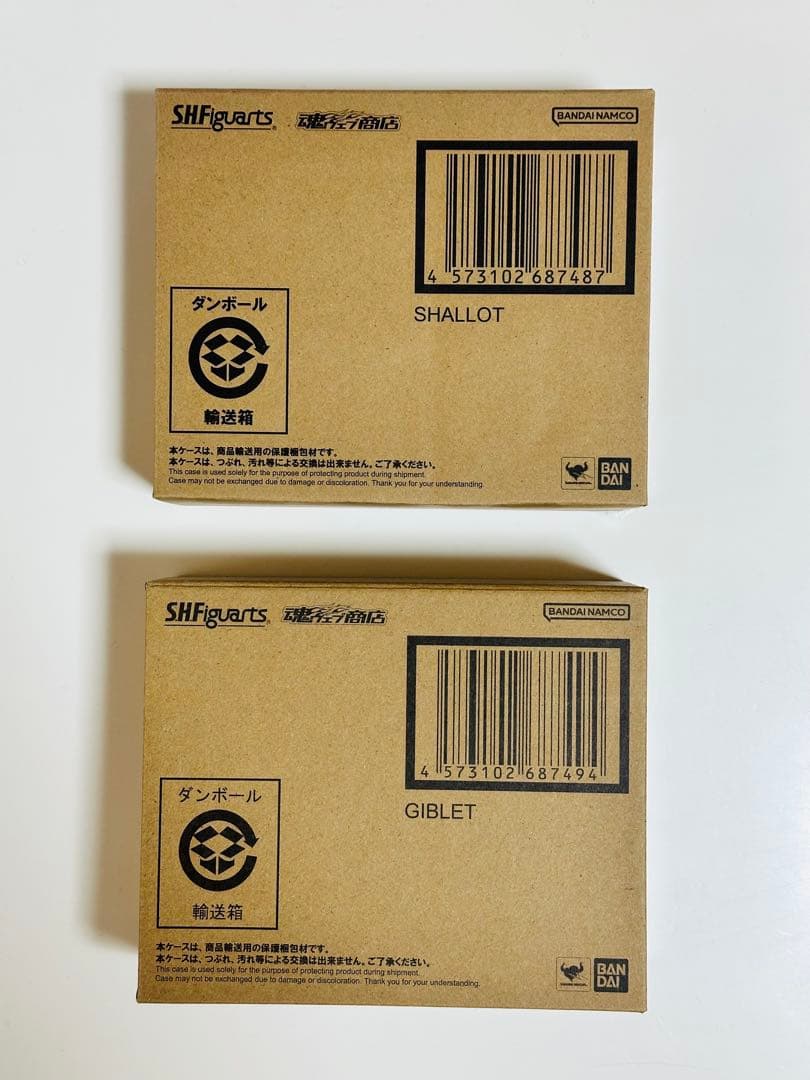 S.H.Figuarts® 魂ウェブ商店 BANDAI NAMCO
4 573102 687487
SHALLOT
ダンボール
輸送箱
本ケースは、商品輸送用の保護梱包材です。
本ケースは、つぶれ、汚れ等による交換は出来ません。ご了承ください。
This case is used solely for the purpose of protecting product during shipment.
Case may not be exchanged due to damage or discoloration. Thank you for your understanding.
BAN
DAI
S.H.Figuarts® 魂ウェブ商店 BANDAI NAMCO
4 573102 687494
GIBLET
ダンボール
輸送箱
本ケースは、商品輸送用の保護梱包材です。
本ケースは、つぶれ、汚れ等による交換は出来ません。ご了承ください。
This case is used solely for the purpose of protecting product during shipment.
Case may not be exchanged due to damage or discoloration. Thank you for your understanding.
BAN
DAI